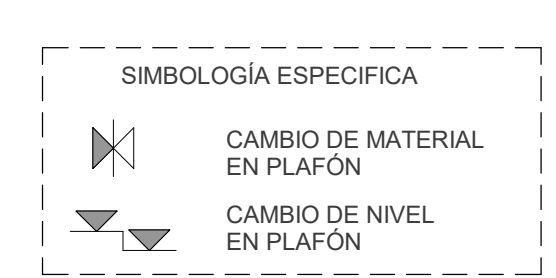 SIMBOLOGÍA ESPECIFICA
CAMBIO DE MATERIAL
EN PLAFÓN
CAMBIO DE NIVEL
EN PLAFÓN